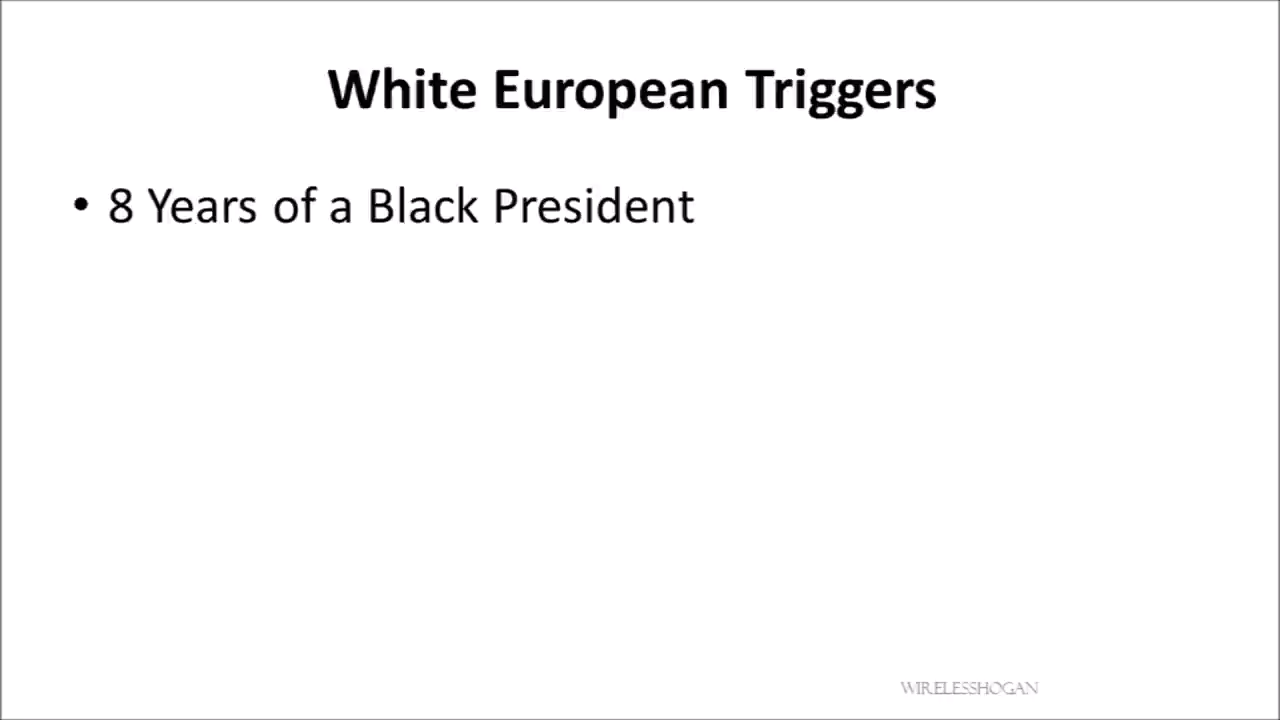 White European Triggers
• 8 Years of a Black President
WIRELESSHOGAN